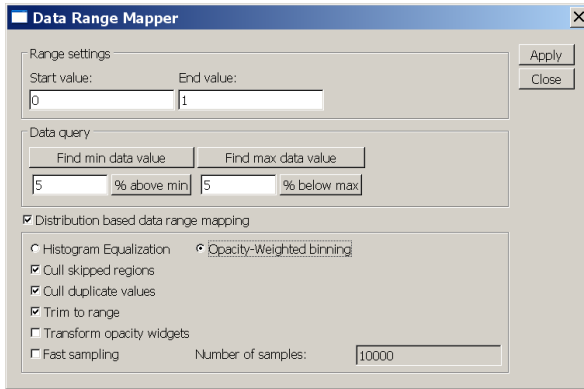 Data Range Mapper
Range settings
Start value: End value:
0 1
Apply
Close
Data query
Find min data value Find max data value
5 % above min 5 % below max
Distribution based data range mapping
Histogram Equalization Opacity-Weighted binning
Cull skipped regions
Cull duplicate values
Trim to range
Transform opacity widgets
Fast sampling Number of samples: 10000